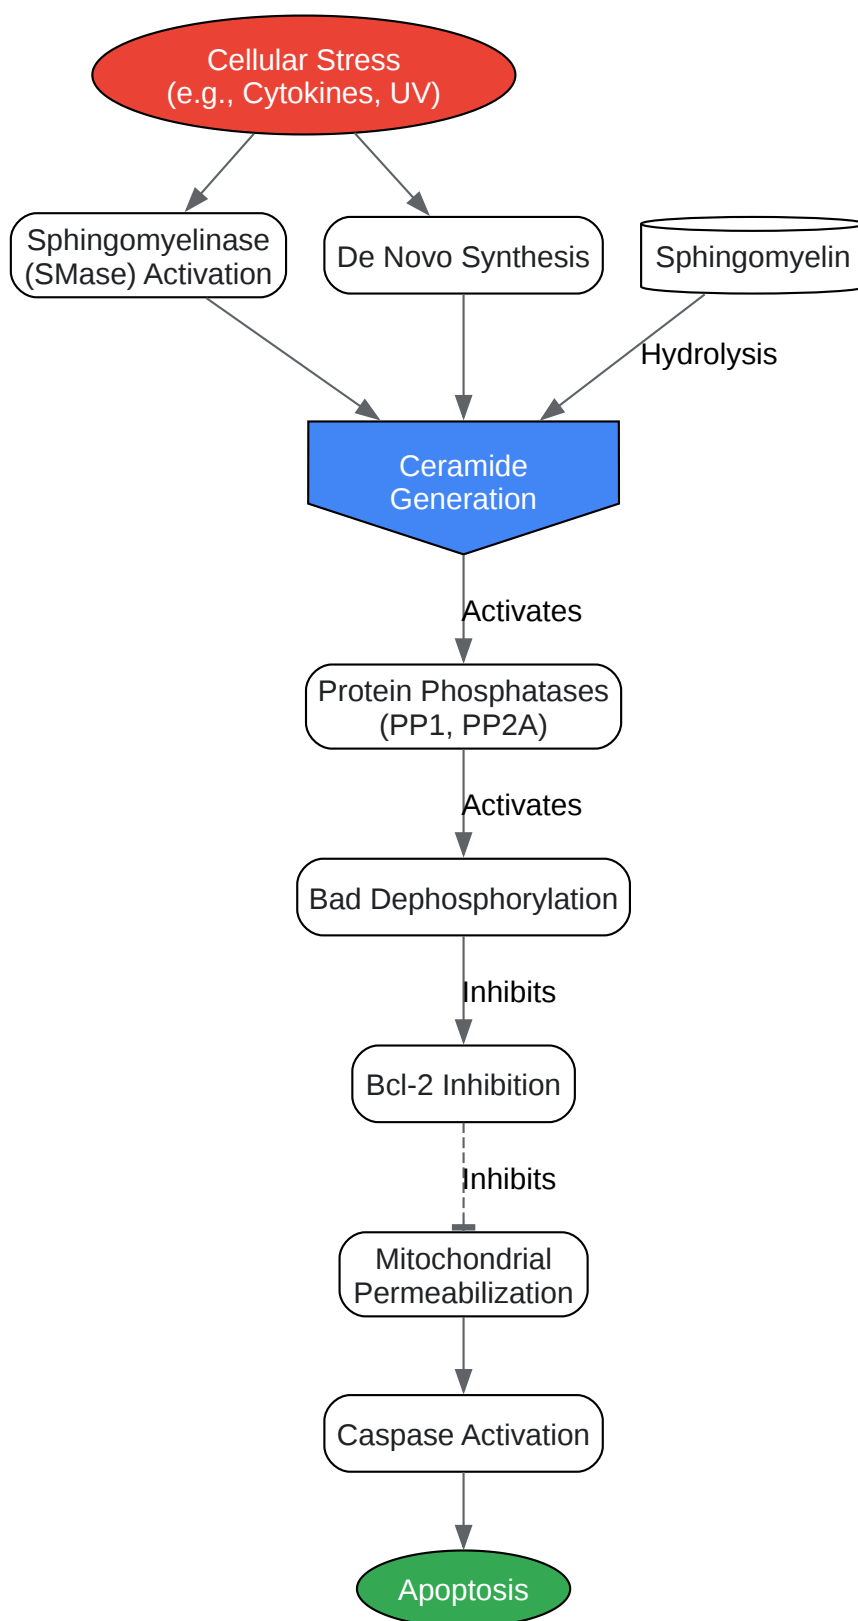 Cellular Stress
(e.g., Cytokines, UV)
Sphingomyelinase
(SMase) Activation
De Novo Synthesis
Sphingomyelin
Hydrolysis
Ceramide
Generation
Activates
Protein Phosphatases
(PP1, PP2A)
Activates
Bad Dephosphorylation
Inhibits
Bcl-2 Inhibition
Inhibits
Mitochondrial
Permeabilization
Caspase Activation
Apoptosis